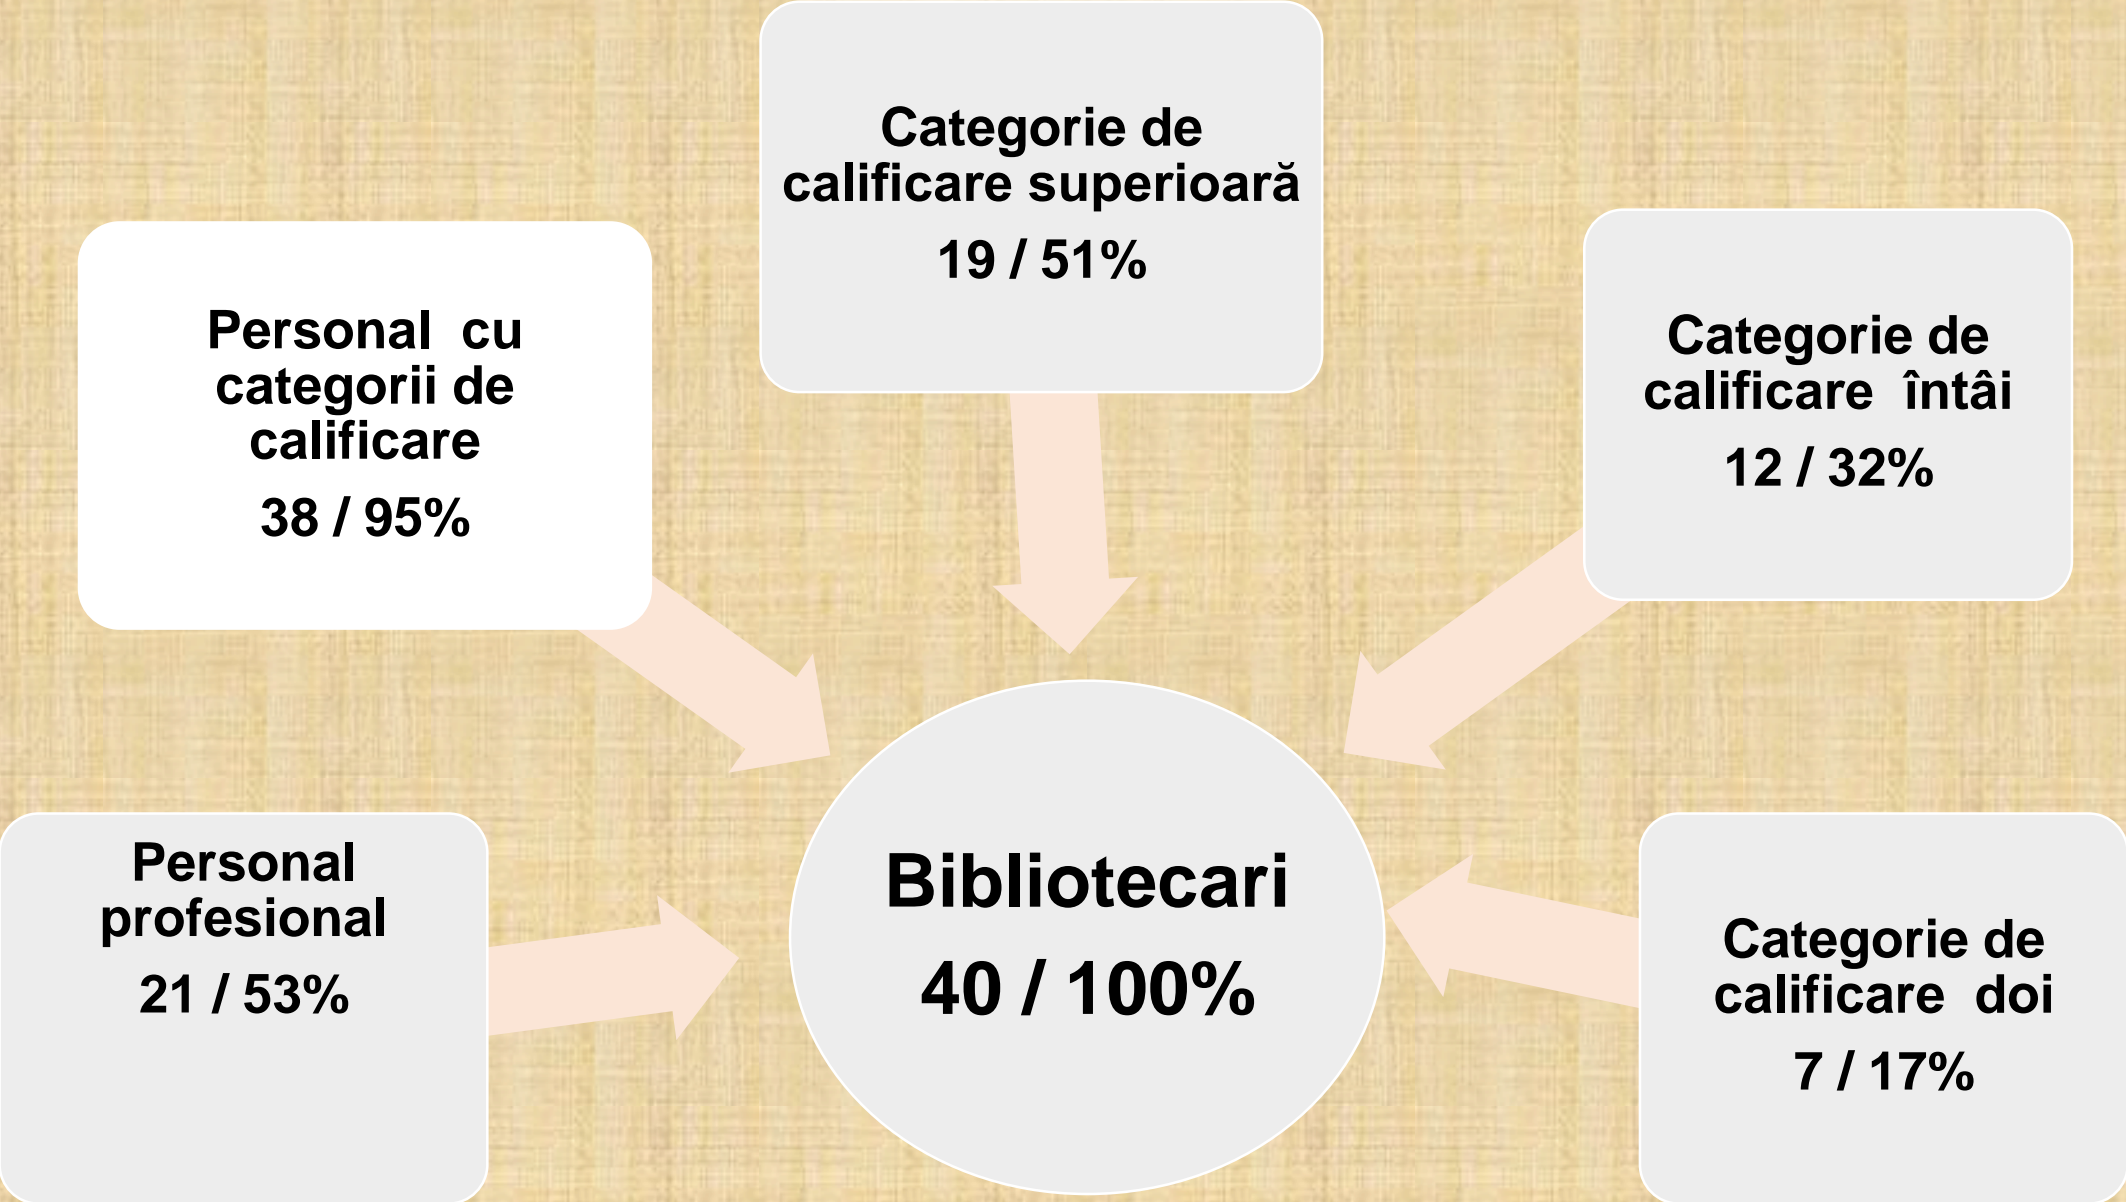 Categorie de
calificare superioară
19 / 51%
Personal cu
categorii de
calificare
38 / 95%
Categorie de
calificare întâi
12 / 32%
Personal
profesional
21 / 53%
Bibliotecari
40 / 100%
Categorie de
calificare doi
7 / 17%